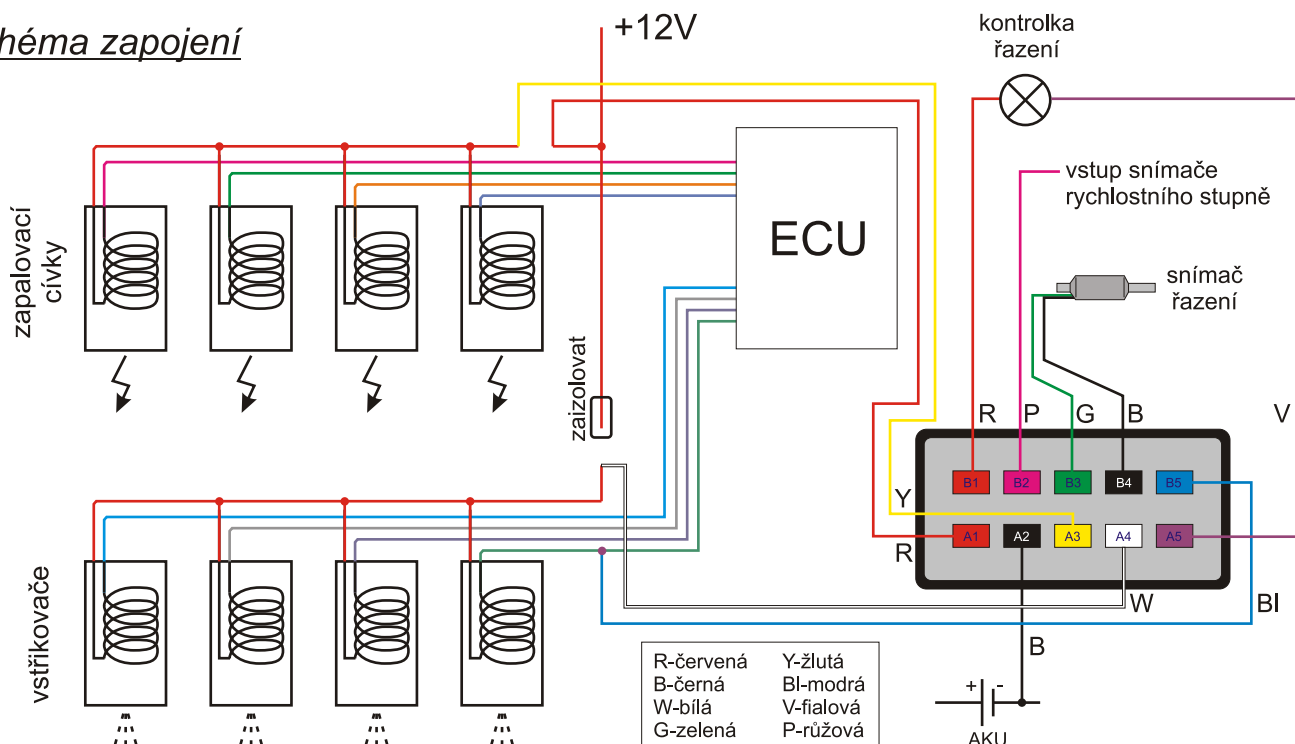 héma zapojení
+12V
kontrolka
řazení
vstup snímače
rychlostního stupně
ECU
zapalovací
cívky
snímač
řazení
zaizolovat
R
P
G
B
V
B1
B2
B3
B4
B5
Y
A1
A2
A3
A4
A5
R
W
Bl
vstřikovače
B
R-červená
Y-žlutá
B-černá
Bl-modrá
W-bílá
V-fialová
G-zelená
P-růžová
+
-
AKU